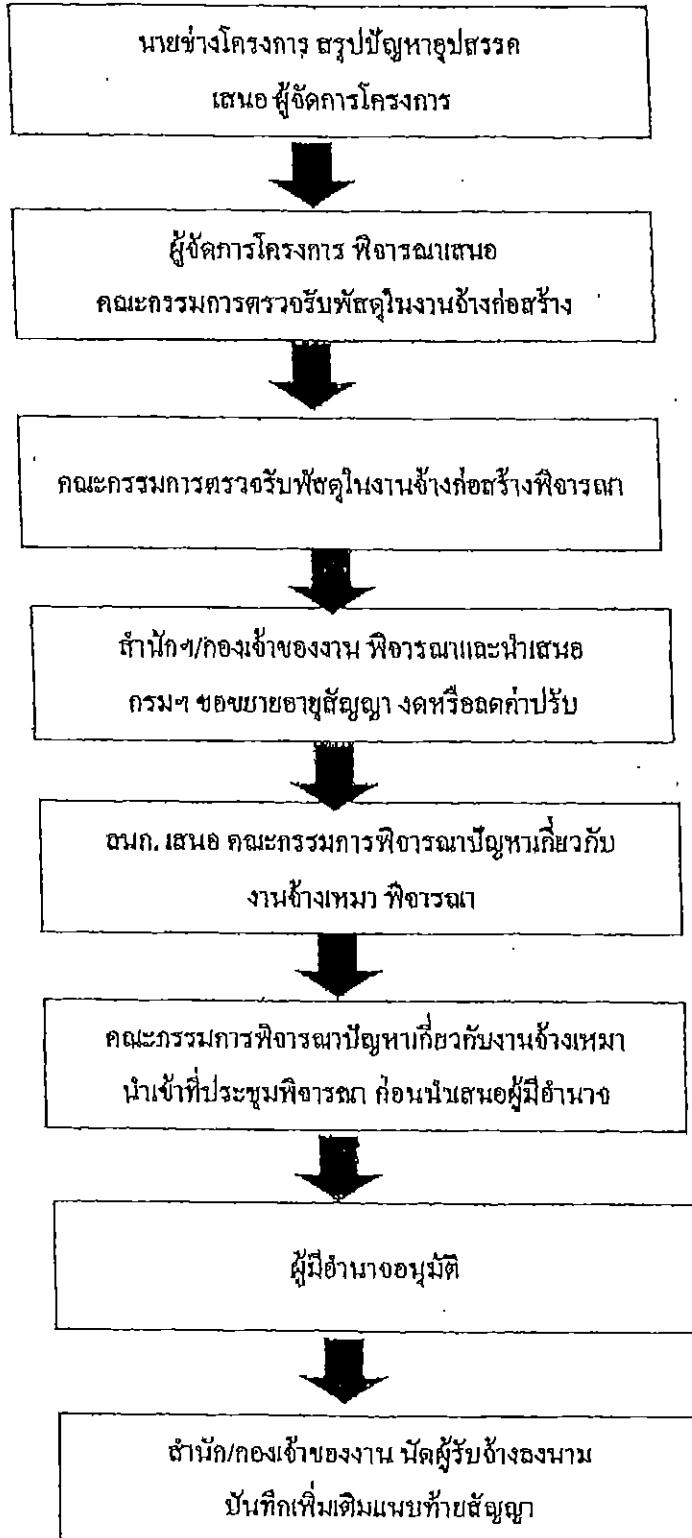 นายช่างโครงการ สรุปปัญหาอุปสรรค
เสนอ ผู้จัดการโครงการ
ผู้จัดการโครงการ พิจารณาเสนอ
คณะกรรมการตรวจรับพัสดุในงานจ้างก่อสร้าง
คณะกรรมการตรวจรับพัสดุในงานจ้างก่อสร้างพิจารณา
สำนักฯ/กองเจ้าของงาน พิจารณาและนำเสนอ
กรมฯ ขอขยายอายุสัญญา งดหรือลดค่าปรับ
ลนก. เสนอ คณะกรรมการพิจารณาปัญหาเกี่ยวกับ
งานจ้างเหมา พิจารณา
คณะกรรมการพิจารณาปัญหาเกี่ยวกับงานจ้างเหมา
นำเข้าที่ประชุมพิจารณา ก่อนนำเสนอผู้มีอำนาจ
ผู้มีอำนาจอนุมัติ
สำนัก/กองเจ้าของงาน นัดผู้รับจ้างลงนาม
บันทึกเพิ่มเติมแนบท้ายสัญญา